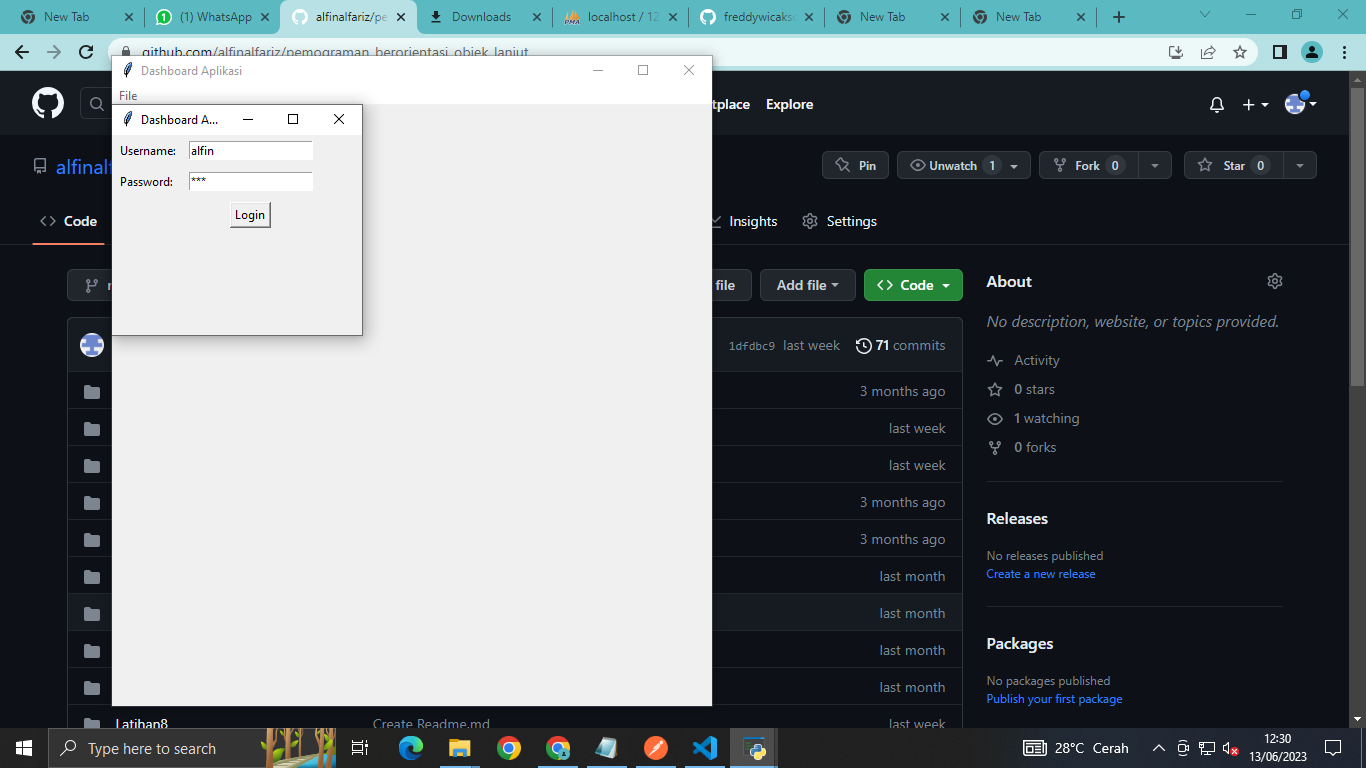 New Tab
(1) WhatsApp
alfinalfariz/pe
Downloads
localhost / 12
freddywicakso
New Tab
New Tab
github.com/alfinalfariz/pemograman_berorientasi_objek_lanjut
Dashboard Aplikasi
File
etplace Explore
Dashboard A...
Username: alfin
Password: ***
Login
alfinalf
Pin
Unwatch 1
Fork 0
Star 0
Code
Insights
Settings
file
Add file
Code
About
No description, website, or topics provided.
1dfdbc9 last week 71 commits
Activity
3 months ago
0 stars
last week
1 watching
last week
0 forks
3 months ago
3 months ago
Releases
No releases published
Create a new release
last month
last month
Packages
last month
No packages published
last month
Publish your first package
Latihan8 Create Readme.md last week
Type here to search
28°C Cerah
12:30
13/06/2023